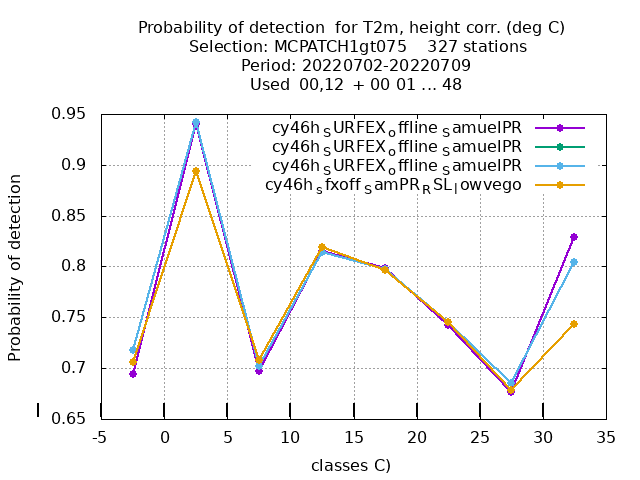 Probability of detection  for T2m, height corr. (deg C)
Selection: MCPATCH1gt075    327 stations
Period: 20220702-20220709
Used  00,12  + 00 01 ... 48
cy46h_SURFEX_offline_SamuelPR
cy46h_SURFEX_offline_SamuelPR
cy46h_SURFEX_offline_SamuelPR
cy46h_sfxoff_SamPR_RSL_lowvego
Probability of detection
0.95
0.9
0.85
0.8
0.75
0.7
0.65
-5 0 5 10 15 20 25 30 35
classes C)